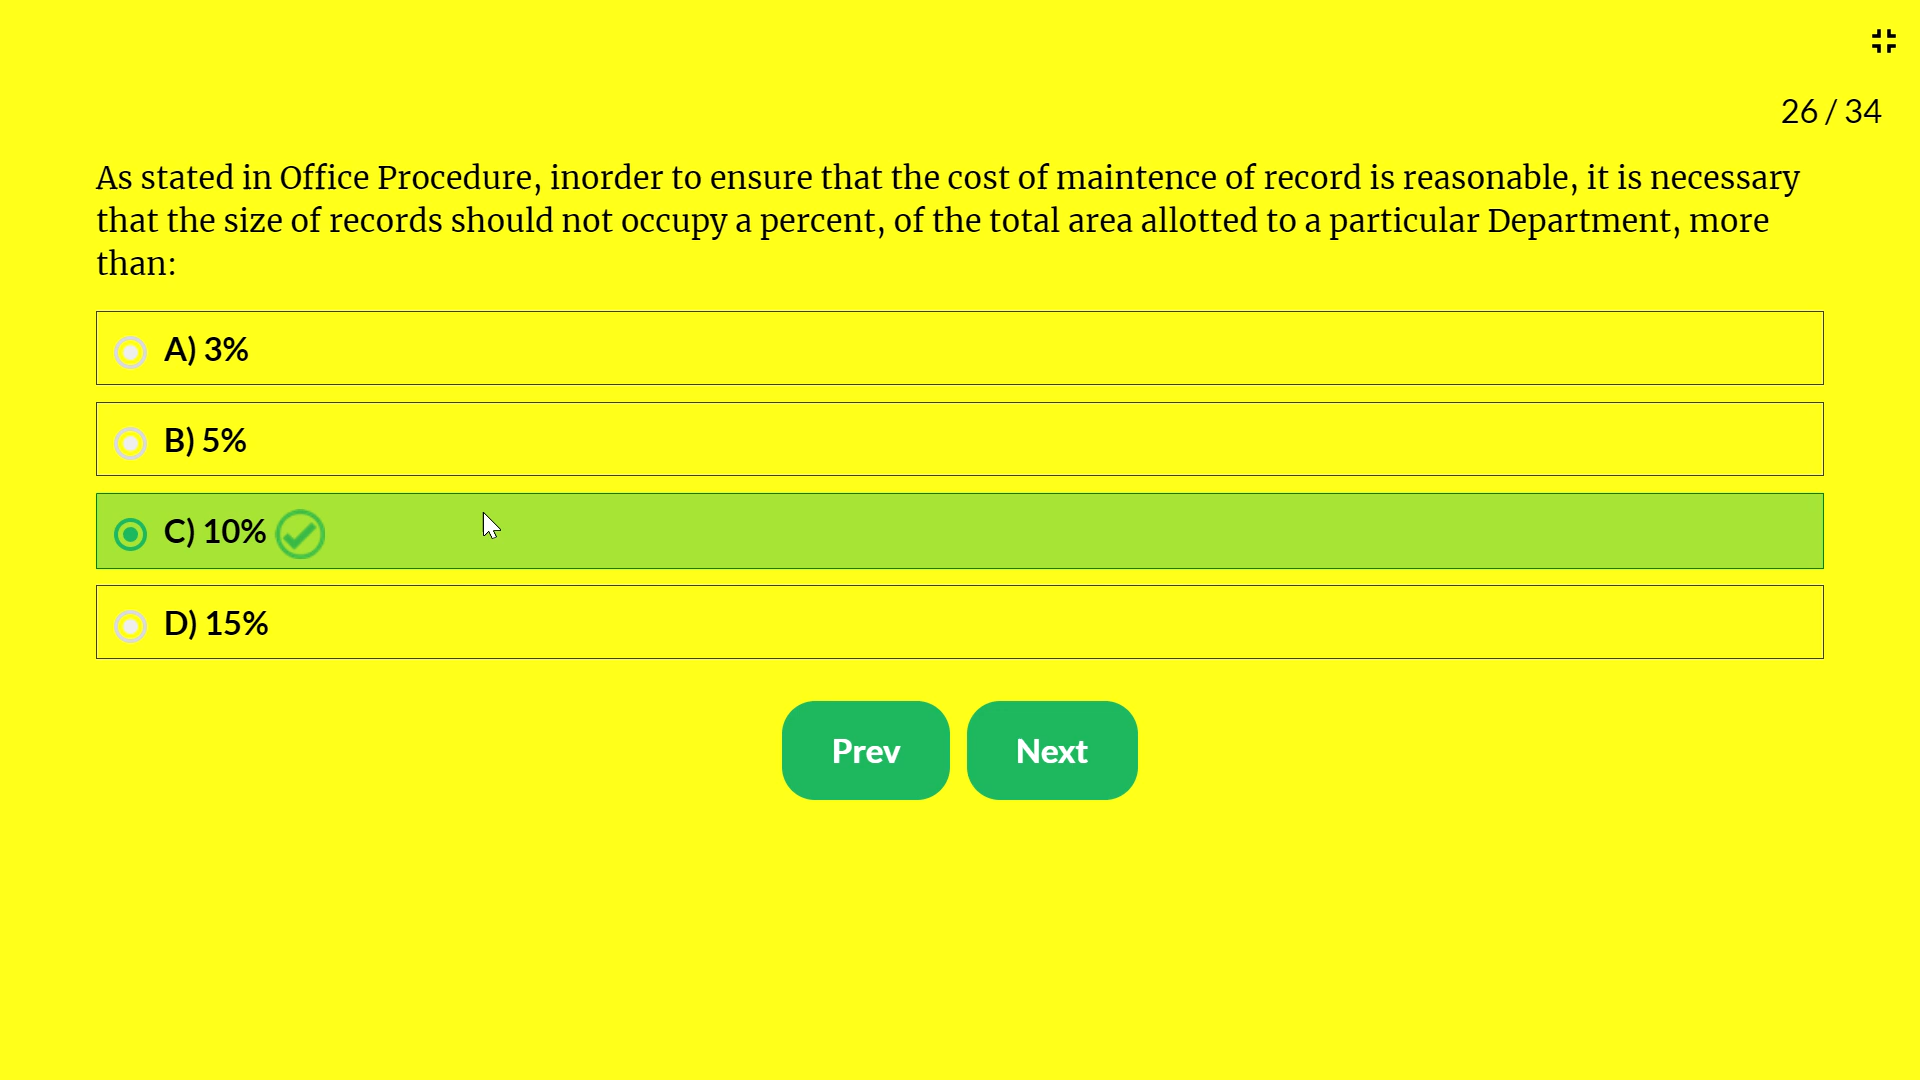 26 / 34
As stated in Office Procedure, inorder to ensure that the cost of maintence of record is reasonable, it is necessary
that the size of records should not occupy a percent, of the total area allotted to a particular Department, more
than:
A) 3%
B) 5%
C) 10%
D) 15%
Prev Next